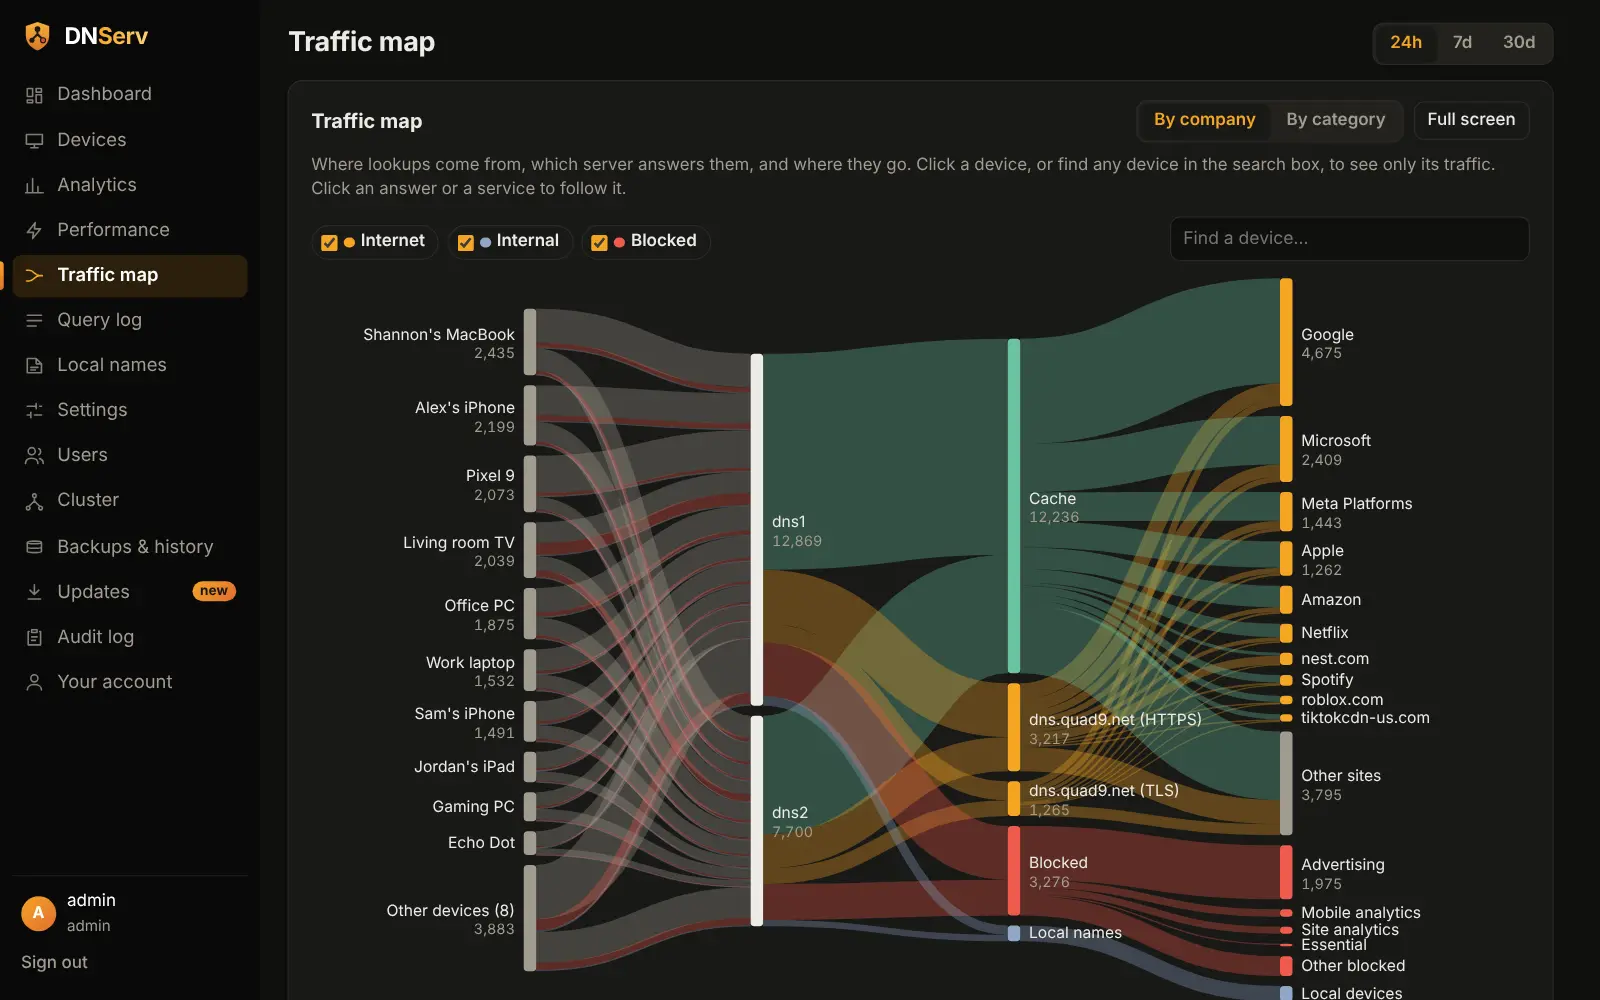 DNServ
Dashboard
Devices
Analytics
Performance
Traffic map
Query log
Local names
Settings
Users
Cluster
Backups & history
Updates new
Audit log
Your account
A
admin
admin
Sign out
Traffic map
24h 7d 30d
Traffic map
By company By category Full screen
Where lookups come from, which server answers them, and where they go. Click a device, or find any device in the search box, to see only its traffic.
Click an answer or a service to follow it.
Internet Internal Blocked
Find a device...
Shannon's MacBook
2,435
Alex's iPhone
2,199
Pixel 9
2,073
Living room TV
2,039
Office PC
1,875
Work laptop
1,532
Sam's iPhone
1,491
Jordan's iPad
Gaming PC
Echo Dot
Other devices (8)
3,883
dns1
12,869
dns2
7,700
Cache
12,236
dns.quad9.net (HTTPS)
3,217
dns.quad9.net (TLS)
1,265
Blocked
3,276
Local names
Google
4,675
Microsoft
2,409
Meta Platforms
1,443
Apple
1,262
Amazon
Netflix
nest.com
Spotify
roblox.com
tiktokcdn-us.com
Other sites
3,795
Advertising
1,975
Mobile analytics
Site analytics
Essential
Other blocked
Local devices